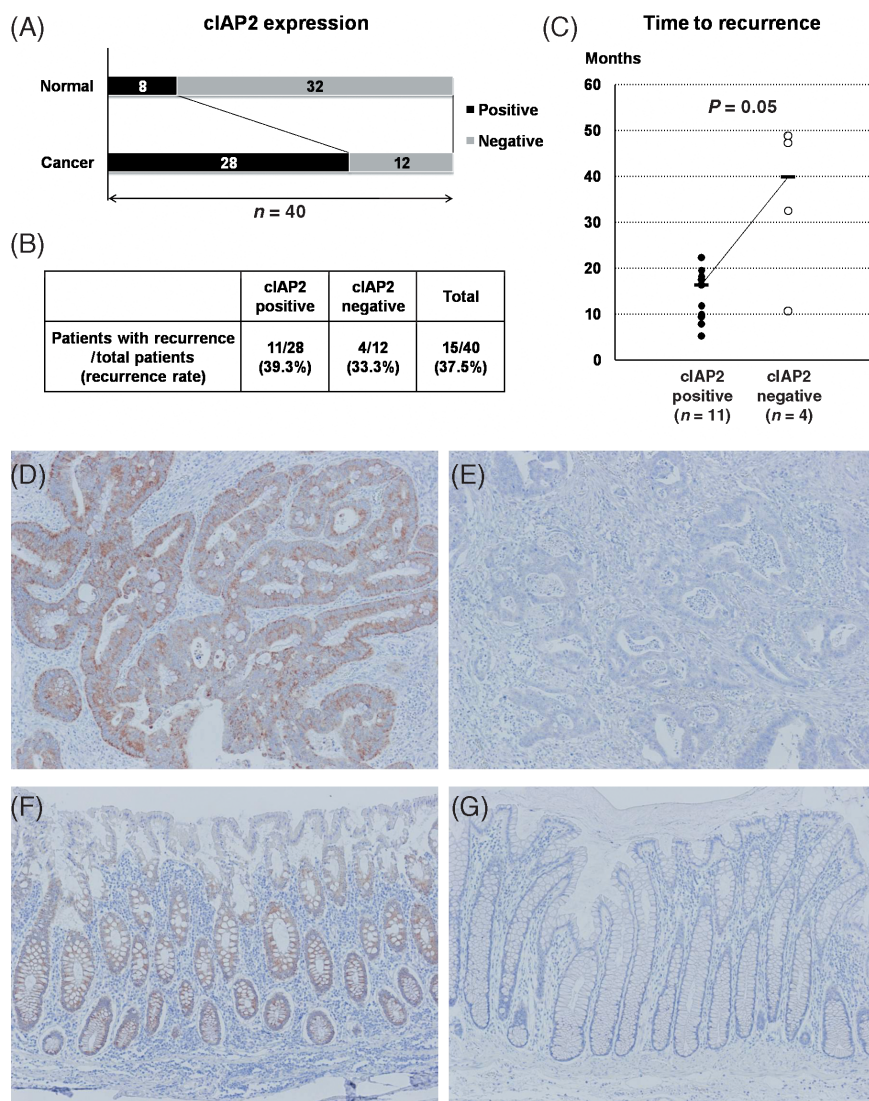 (A)
cIAP2 expression
Normal
8
32
Positive
Negative
Cancer
28
12
n = 40
(B)
cIAP2 positive
cIAP2 negative
Total
Patients with recurrence
/total patients
(recurrence rate)
11/28
(39.3%)
4/12
(33.3%)
15/40
(37.5%)
(C)
Time to recurrence
Months
60
50
40
30
20
10
0
P = 0.05
cIAP2
positive
(n = 11)
cIAP2
negative
(n = 4)
(D)
(E)
(F)
(G)